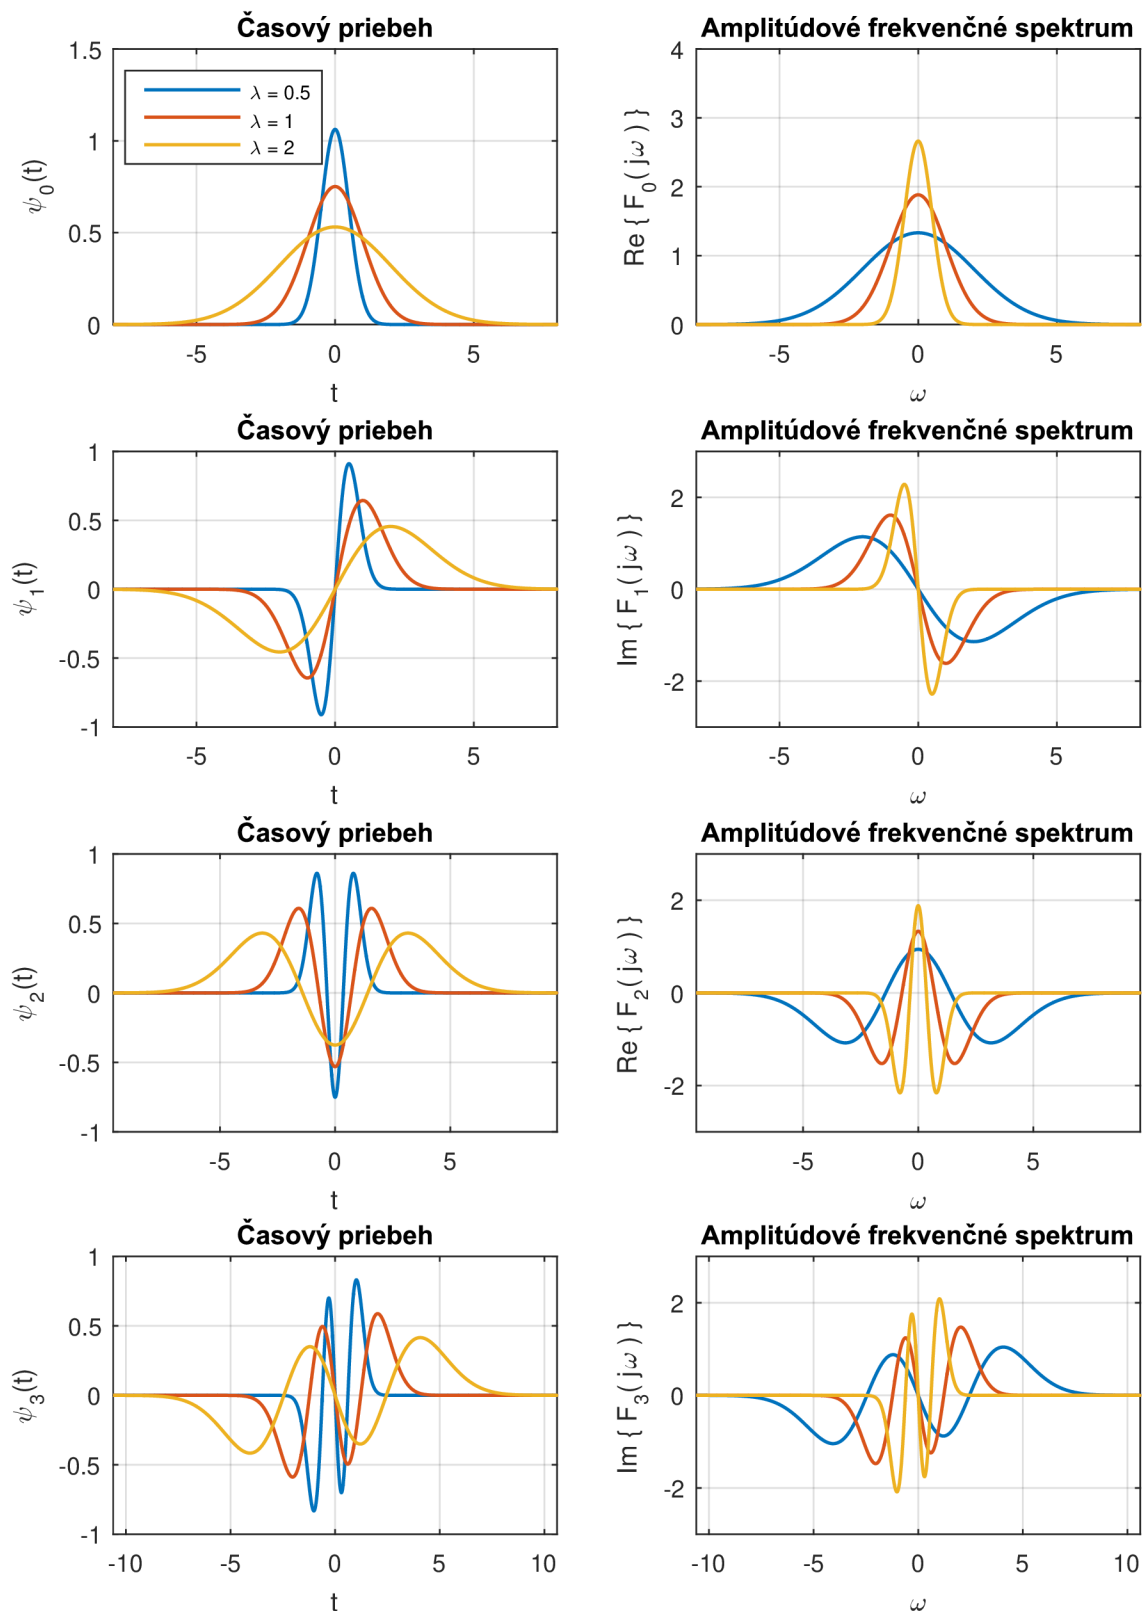 Časový priebeh
Amplitúdové frekvenčné spektrum
1.5
1
0.5
0
ψ0(t)
λ = 0.5
λ = 1
λ = 2
-5 0 5
t
4
3
2
1
0
Re { F0( jω ) }
-5 0 5
ω
Časový priebeh
Amplitúdové frekvenčné spektrum
1
0.5
0
-0.5
-1
ψ1(t)
-5 0 5
t
2
0
-2
Im { F1( jω ) }
-5 0 5
ω
Časový priebeh
Amplitúdové frekvenčné spektrum
1
0.5
0
-0.5
-1
ψ2(t)
-5 0 5
t
2
0
-2
Re { F2( jω ) }
-5 0 5
ω
Časový priebeh
Amplitúdové frekvenčné spektrum
1
0.5
0
-0.5
-1
ψ3(t)
-10 -5 0 5 10
t
2
0
-2
Im { F3( jω ) }
-10 -5 0 5 10
ω